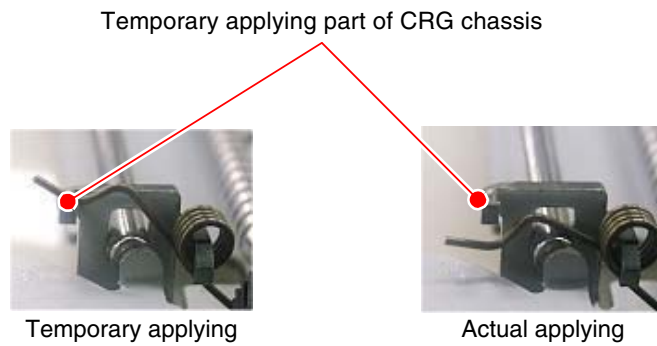 Temporary applying part of CRG chassis
Temporary applying
Actual applying